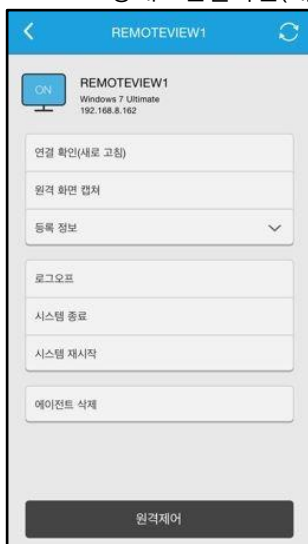 REMOTEVIEW1
ON
REMOTEVIEW1
Windows 7 Ultimate
192.168.8.162
연결 확인(새로 고침)
원격 화면 캡쳐
등록 정보
로그오프
시스템 종료
시스템 재시작
에이전트 삭제
원격제어